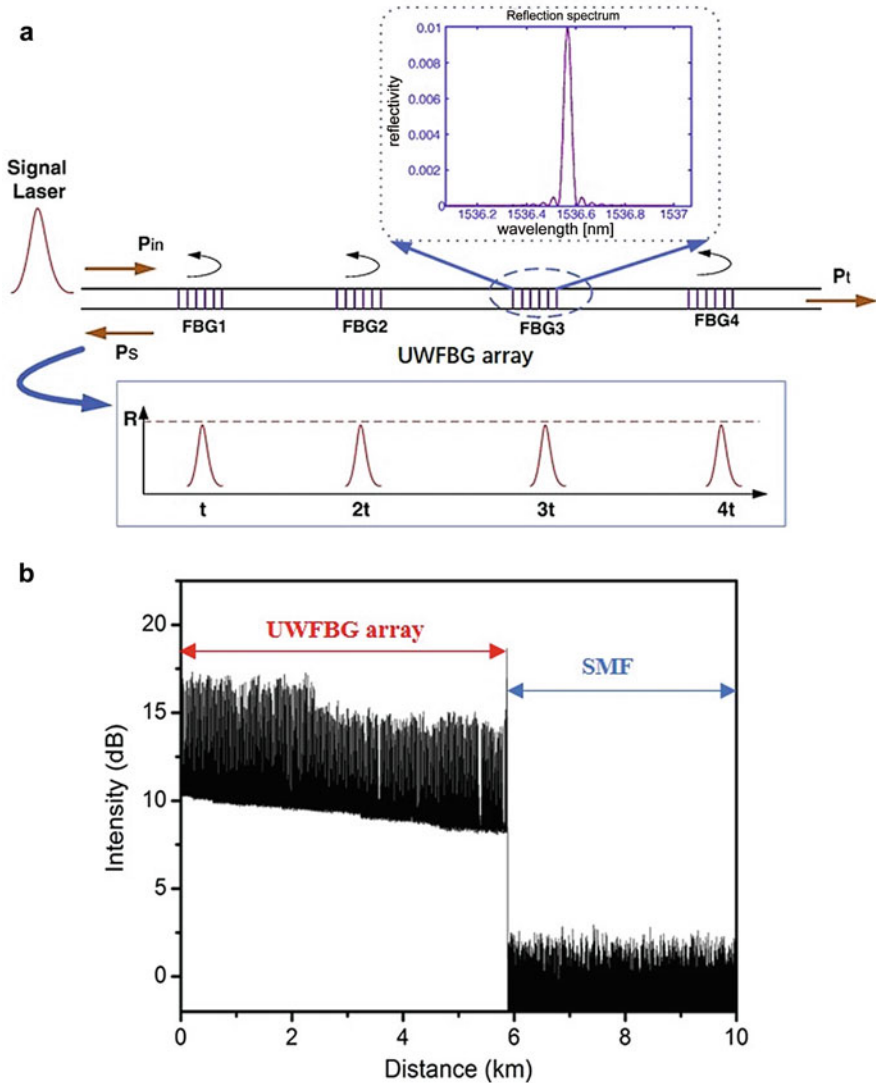 a
Reflection spectrum
0.01
0.008
0.006
0.004
0.002
0
reflectivity
1536.2 1536.4 1536.6 1536.8 1537
wavelength [nm]
Signal
Laser
Pin
Pt
FBG1 FBG2 FBG3 FBG4
Ps
UWFBG array
R
t 2t 3t 4t
b
20
15
10
5
0
Intensity (dB)
UWFBG array
SMF
0 2 4 6 8 10
Distance (km)